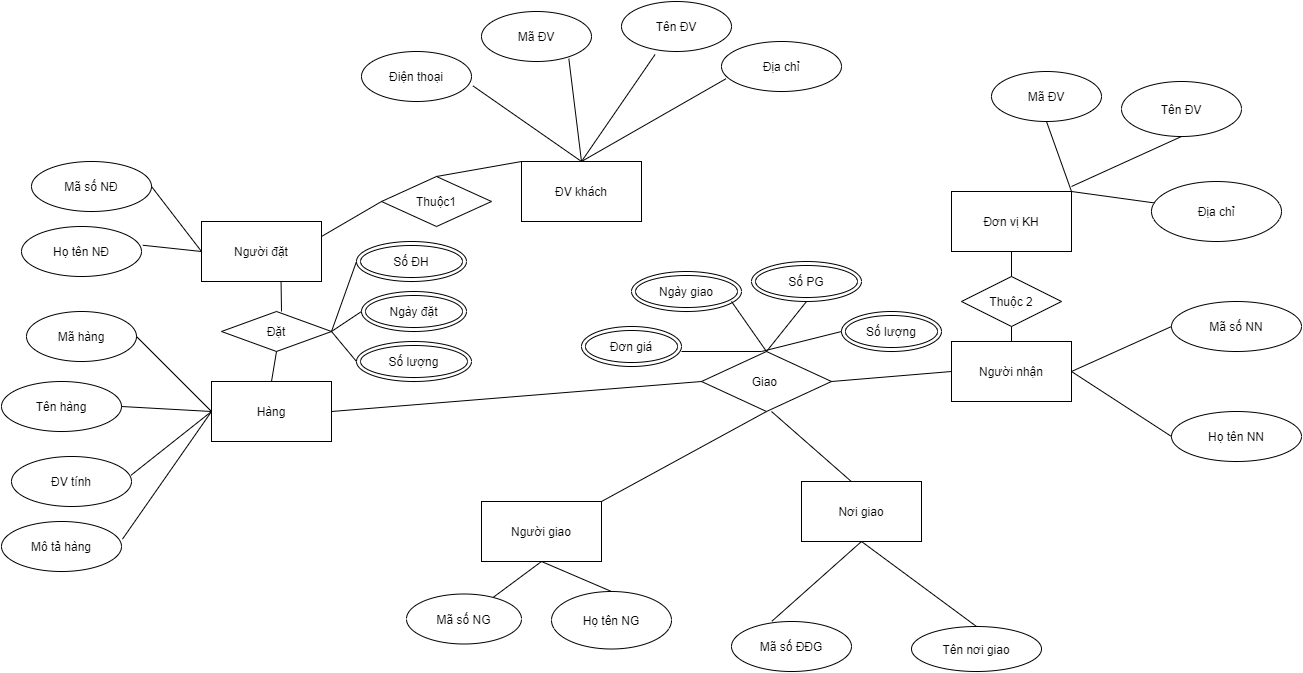 Tên ĐV
Mã ĐV
Địa chỉ
Điện thoại
Mã ĐV
Tên ĐV
Mã số NĐ
Thuộc1
ĐV khách
Địa chỉ
Đơn vị KH
Họ tên NĐ
Người đặt
Số ĐH
Số PG
Ngày giao
Thuộc 2
Ngày đặt
Mã hàng
Đặt
Số lượng
Mã số NN
Đơn giá
Số lượng
Người nhận
Giao
Tên hàng
Hàng
Họ tên NN
ĐV tính
Nơi giao
Người giao
Mô tả hàng
Mã số NG
Họ tên NG
Mã số ĐĐG
Tên nơi giao